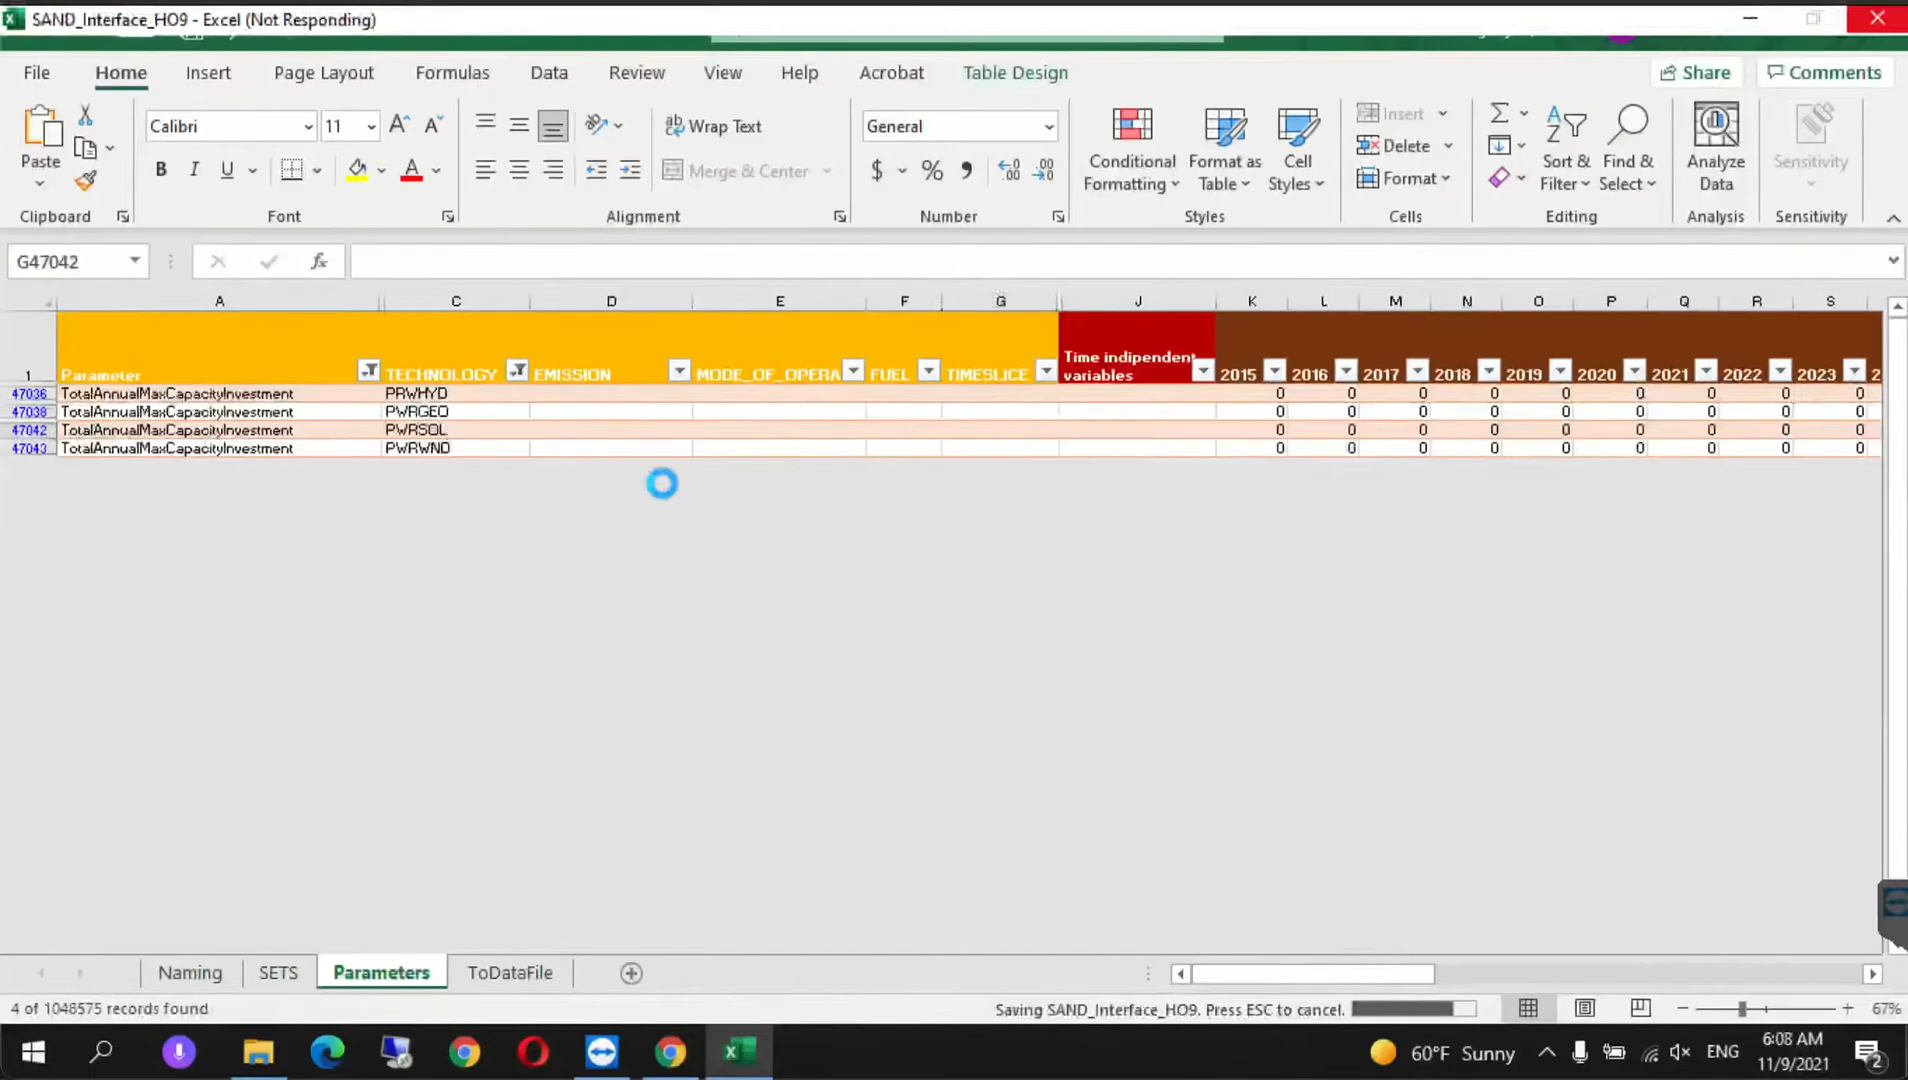 SAND_Interface_HO9 - Excel (Not Responding)
File Home Insert Page Layout Formulas Data Review View Help Acrobat Table Design Share Comments
Paste
Clipboard
Calibri 11
B I U
Font
Wrap Text
Merge & Center
Alignment
General
$ % ,
Number
Conditional Formatting
Format as Table
Cell Styles
Styles
Insert
Delete
Format
Cells
Sort & Filter
Find & Select
Editing
Analyze Data
Analysis
Sensitivity
Sensitivity
G47042 fx
A C D E F G J K L M N O P Q R S
1 Parameter TECHNOLOGY EMISSION MODE_OF_OPERA FUEL TIMESLICE Time indipendent variables 2015 2016 2017 2018 2019 2020 2021 2022 2023 2
47036 TotalAnnualMaxCapacityInvestment PRWHYD 0 0 0 0 0 0 0 0 0
47038 TotalAnnualMaxCapacityInvestment PWRGEO 0 0 0 0 0 0 0 0 0
47042 TotalAnnualMaxCapacityInvestment PWRSOL 0 0 0 0 0 0 0 0 0
47043 TotalAnnualMaxCapacityInvestment PWRWND 0 0 0 0 0 0 0 0 0
Naming SETS Parameters ToDataFile
4 of 1048575 records found Saving SAND_Interface_HO9. Press ESC to cancel. 67%
60°F Sunny ENG 6:08 AM
11/9/2021 2